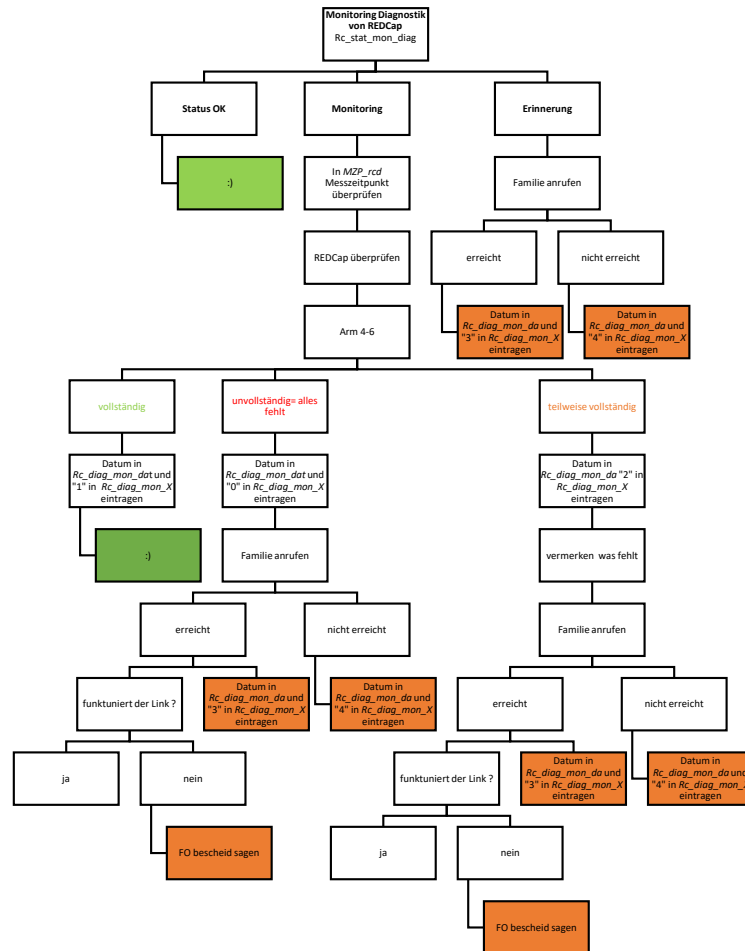 Monitoring Diagnostik
von REDCap
Rc_stat_mon_diag
Status OK
Monitoring
Erinnerung
:)
In MZP_rcd
Messzeitpunkt
überprüfen
Familie anrufen
REDCap überprüfen
erreicht
nicht erreicht
Arm 4-6
Datum in
Rc_diag_mon_da und
"3" in Rc_diag_mon_X
eintragen
Datum in
Rc_diag_mon_da und
"4" in Rc_diag_mon_X
eintragen
vollständig
unvollständig= alles
fehlt
teilweise vollständig
Datum in
Rc_diag_mon_dat und
"1" in Rc_diag_mon_X
eintragen
Datum in
Rc_diag_mon_dat und
"0" in Rc_diag_mon_X
eintragen
Datum in
Rc_diag_mon_da "2" in
Rc_diag_mon_X
eintragen
:)
Familie anrufen
vermerken was fehlt
erreicht
nicht erreicht
Familie anrufen
funktuniert der Link ?
Datum in
Rc_diag_mon_da und
"3" in Rc_diag_mon_X
eintragen
Datum in
Rc_diag_mon_da und
"4" in Rc_diag_mon_X
eintragen
erreicht
nicht erreicht
ja
nein
funktuniert der Link ?
Datum in
Rc_diag_mon_da und
"3" in Rc_diag_mon_X
eintragen
Datum in
Rc_diag_mon_da und
"4" in Rc_diag_mon_X
eintragen
FO bescheid sagen
ja
nein
FO bescheid sagen